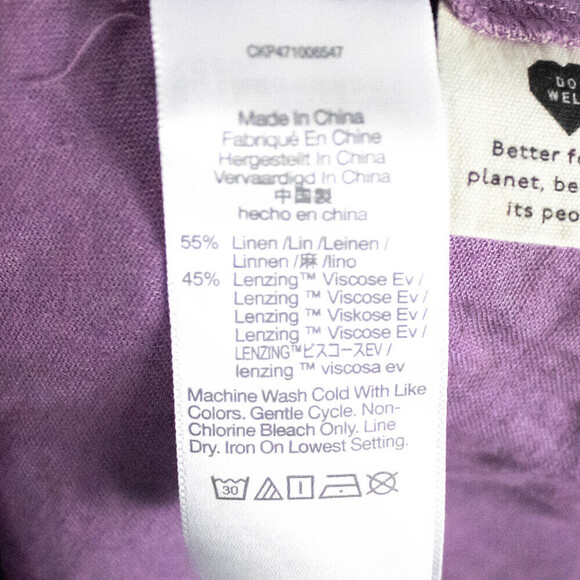 CKP471006547
Made In China
Fabriqué En Chine
Hergestellt In China
Vervaardigd In China
中国製
hecho en china
55% Linen /Lin /Leinen /
Linnen /麻 /lino
45% Lenzing™ Viscose Ev /
Lenzing ™ Viscose Ev /
Lenzing ™ Viskose Ev /
Lenzing ™ Viscose Ev /
LENZING™ビスコースEV /
lenzing ™ viscosa ev
Machine Wash Cold With Like
Colors. Gentle Cycle. Non-
Chlorine Bleach Only. Line
Dry. Iron On Lowest Setting.
30
DO
WEL
Better f
planet, be
its peo